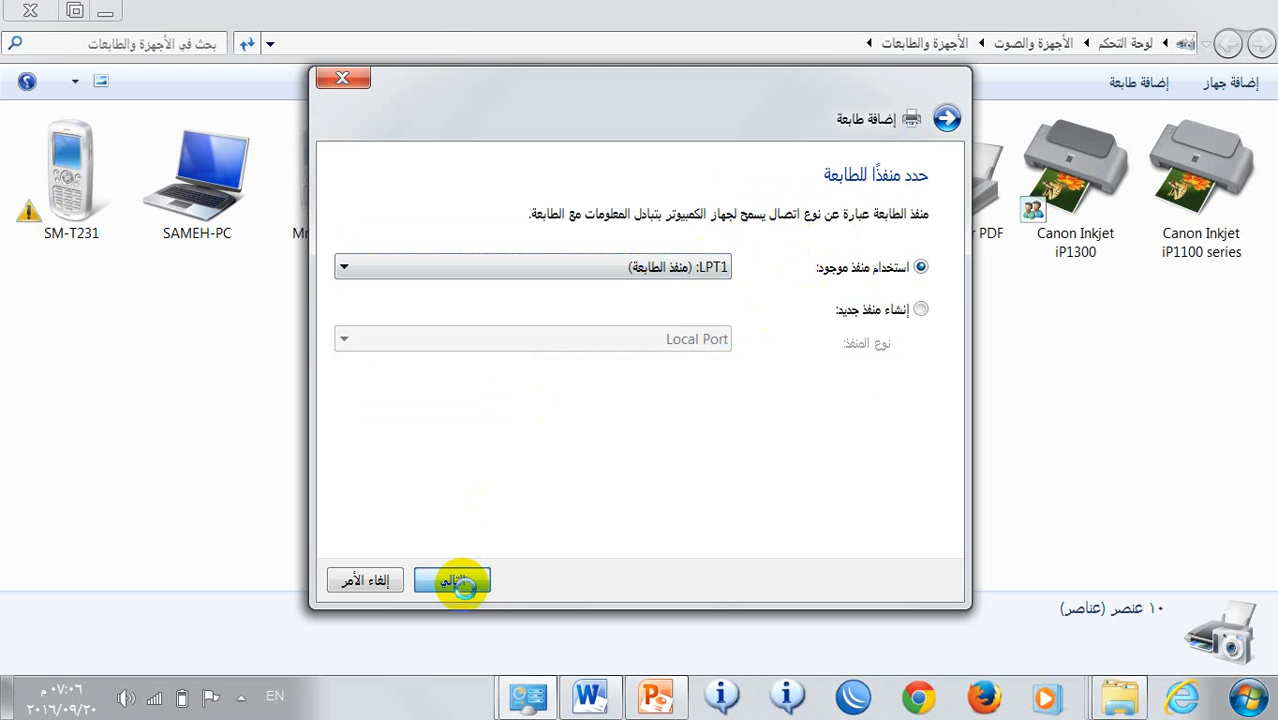 لوحة التحكم
الأجهزة والصوت
الأجهزة والطابعات
بحث في الأجهزة والطابعات
إضافة جهاز
إضافة طابعة
Canon Inkjet
iP1100 series
Canon Inkjet
iP1300
PDF
SAMEH-PC
SM-T231
إضافة طابعة
حدد منفذًا للطابعة
منفذ الطابعة عبارة عن نوع اتصال يسمح لجهاز الكمبيوتر بتبادل المعلومات مع الطابعة.
استخدام منفذ موجود:
LPT1: (منفذ الطابعة)
إنشاء منفذ جديد:
نوع المنفذ:
Local Port
التالي
إلغاء الأمر
١٠ عنصر (عناصر)
EN
٠٧:٠٦ م
٢٠١٦/٠٩/٢٠